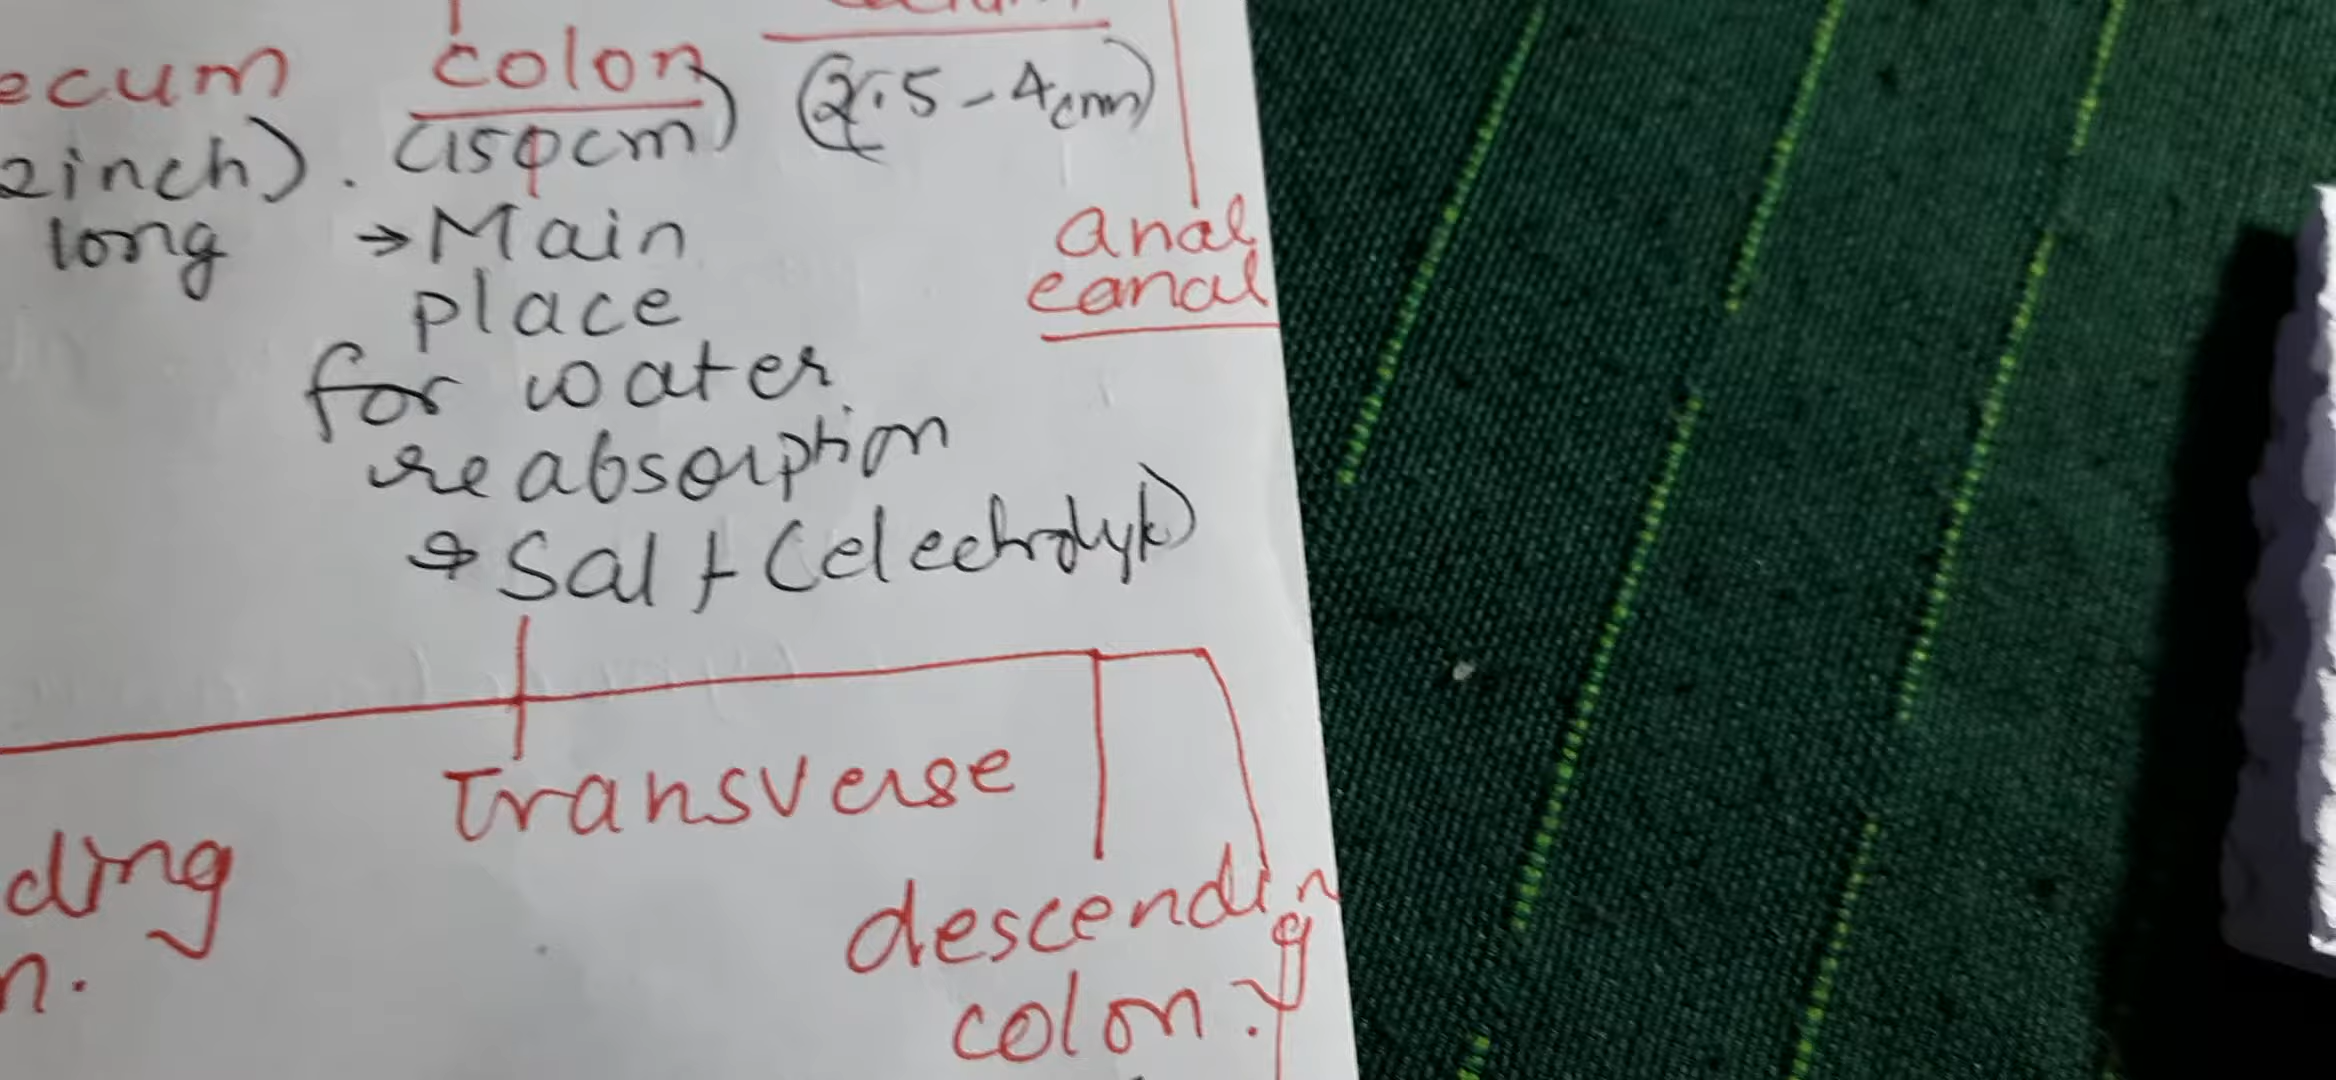 ecum
2inch).
long
colon
(150cm)
→ Main
place
for water
reabsorption
→ Salt (electrolyte)
(2.5-4cm)
anal
canal
ding
n.
Transverse
descending
colon.